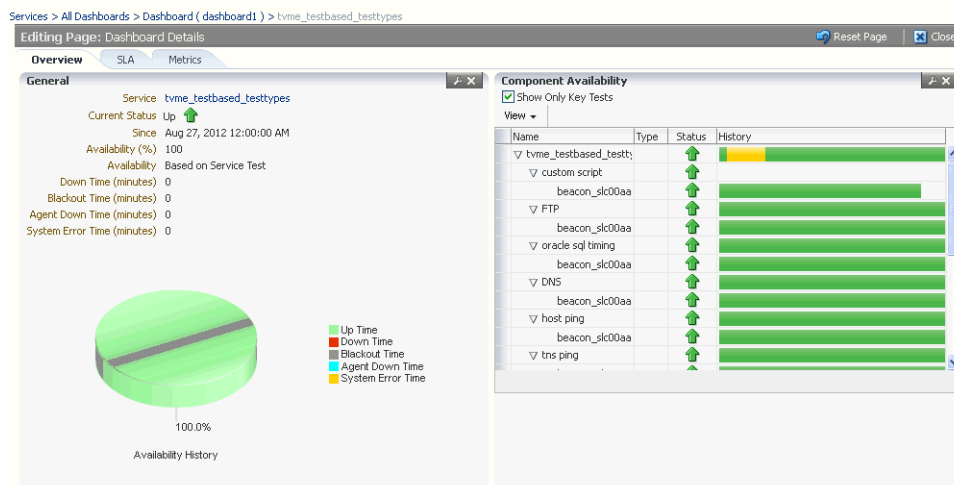 Services > All Dashboards > Dashboard ( dashboard1 ) > tvme_testbased_testtypes
Editing Page: Dashboard Details
Reset Page
Close
Overview
SLA
Metrics
General
Service tvme_testbased_testtypes
Current Status Up
Since Aug 27, 2012 12:00:00 AM
Availability (%) 100
Availability Based on Service Test
Down Time (minutes) 0
Blackout Time (minutes) 0
Agent Down Time (minutes) 0
System Error Time (minutes) 0
Up Time
Down Time
Blackout Time
Agent Down Time
System Error Time
100.0%
Availability History
Component Availability
Show Only Key Tests
View
Name Type Status History
tvme_testbased_testty
custom script
beacon_slc00aa
FTP
beacon_slc00aa
oracle sql timing
beacon_slc00aa
DNS
beacon_slc00aa
host ping
beacon_slc00aa
tns ping